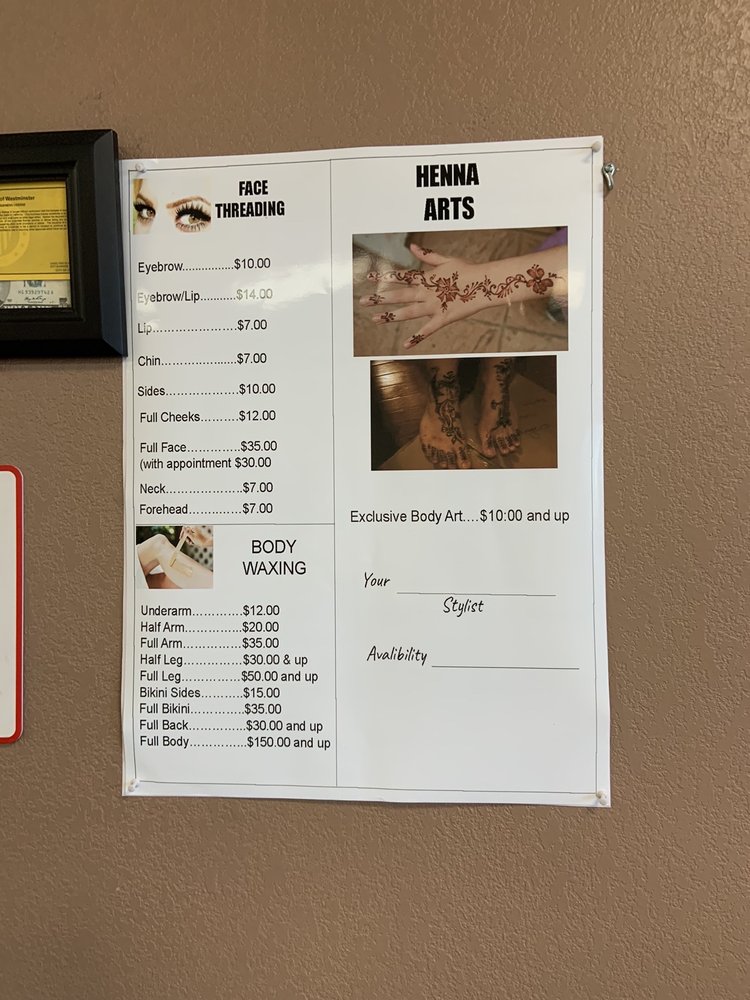 of Westminster
FACE
THREADING
Eyebrow...............$10.00
Eyebrow/Lip............$14.00
Lip…………………..$7.00
Chin……….…......…$7.00
Sides…………………$10.00
Full Cheeks……….$12.00
Full Face……………$35.00
(with appointment $30.00
Neck…………………..$7.00
Forehead……..……$7.00
BODY
WAXING
Underarm………….$12.00
Half Arm…………….$20.00
Full Arm…………….$35.00
Half Leg…………….$30.00 & up
Full Leg…………….$50.00 and up
Bikini Sides……….$15.00
Full Bikini………….$35.00
Full Back…………..$30.00 and up
Full Body…………...$150.00 and up
HENNA
ARTS
Exclusive Body Art….$10:00 and up
Your
Stylist
Avalibility